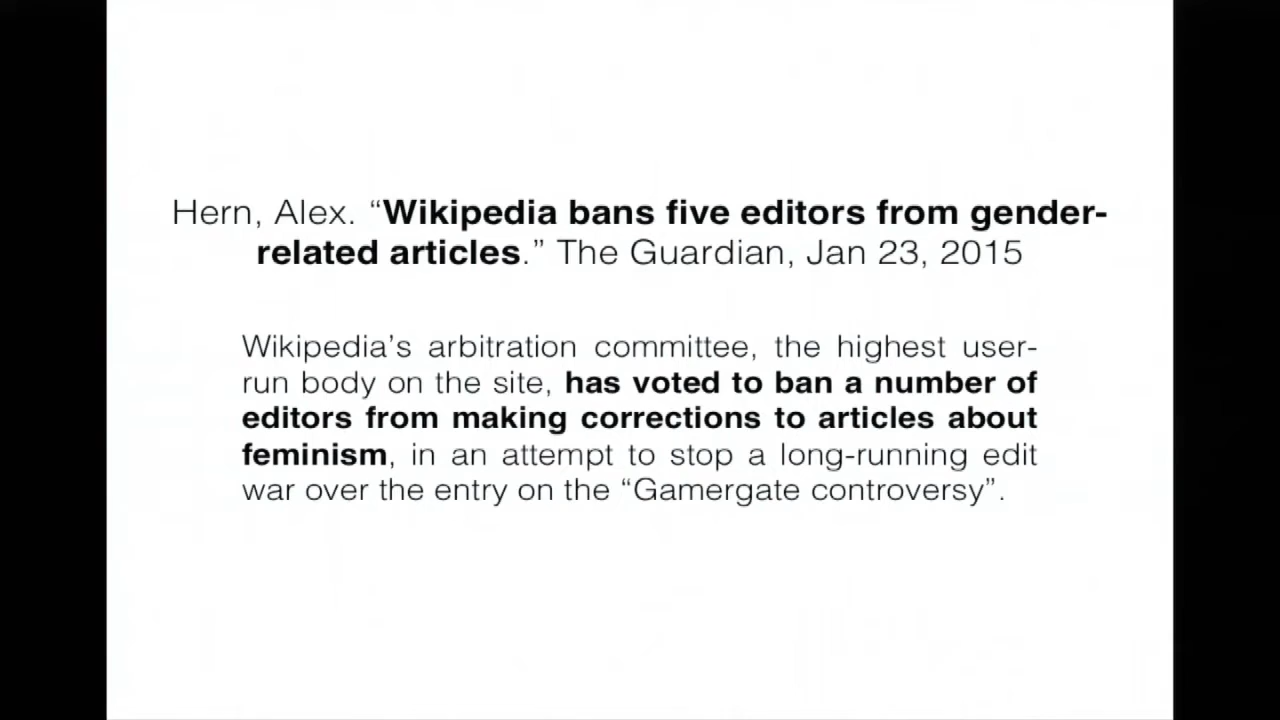 Hern, Alex. “Wikipedia bans five editors from gender-
related articles.” The Guardian, Jan 23, 2015
Wikipedia’s arbitration committee, the highest user-
run body on the site, has voted to ban a number of
editors from making corrections to articles about
feminism, in an attempt to stop a long-running edit
war over the entry on the “Gamergate controversy”.